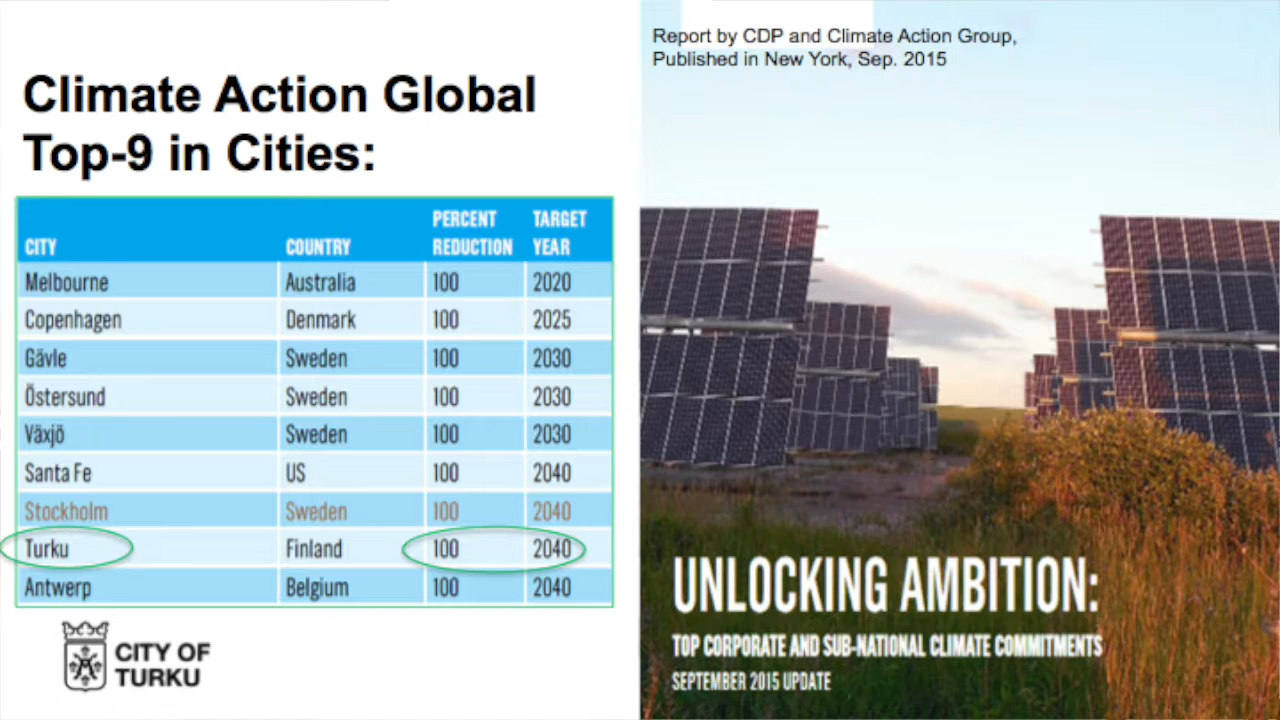 Climate Action Global
Top-9 in Cities:
CITY COUNTRY PERCENT REDUCTION TARGET YEAR
Melbourne Australia 100 2020
Copenhagen Denmark 100 2025
Gävle Sweden 100 2030
Östersund Sweden 100 2030
Växjö Sweden 100 2030
Santa Fe US 100 2040
Stockholm Sweden 100 2040
Turku Finland 100 2040
Antwerp Belgium 100 2040
CITY OF
TURKU
Report by CDP and Climate Action Group,
Published in New York, Sep. 2015
UNLOCKING AMBITION:
TOP CORPORATE AND SUB-NATIONAL CLIMATE COMMITMENTS
SEPTEMBER 2015 UPDATE